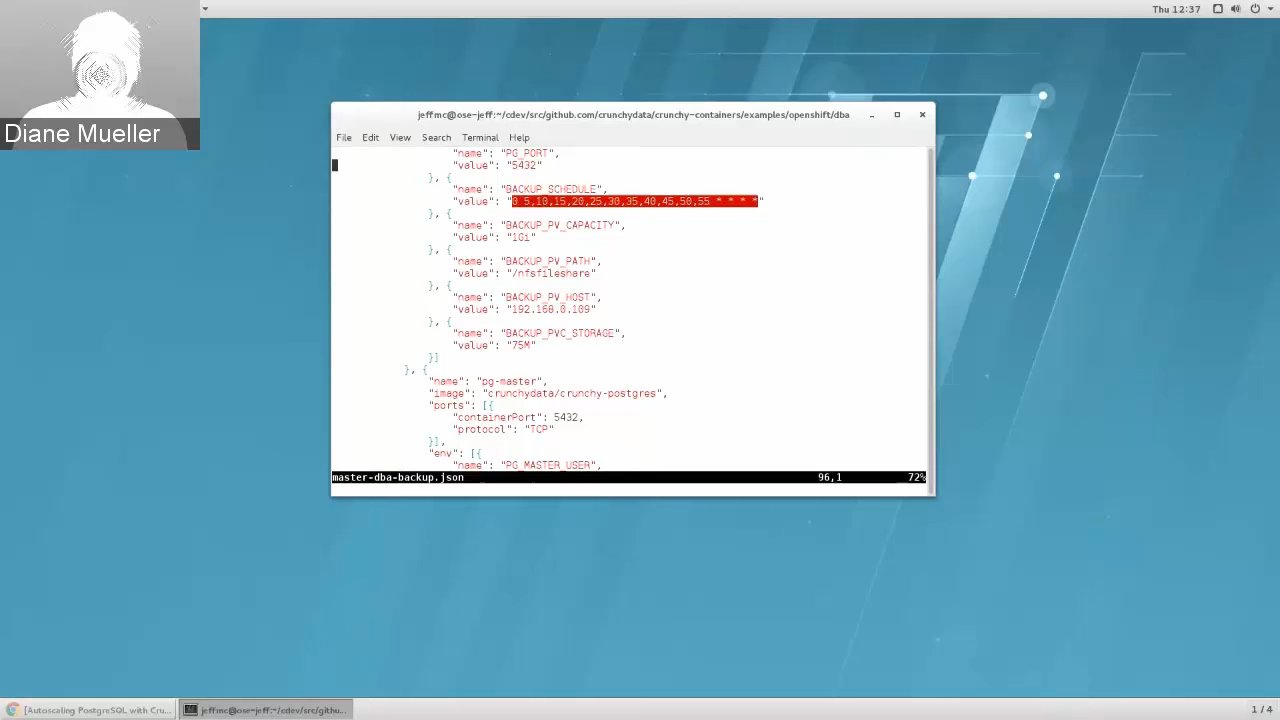 Thu 12:37
Diane Mueller
jeffmc@ose-jeff:~/cdev/src/github.com/crunchydata/crunchy-containers/examples/openshift/dba
File Edit View Search Terminal Help
"name": "PG_PORT",
"value": "5432"
}, {
"name": "BACKUP_SCHEDULE",
"value": "0 5,10,15,20,25,30,35,40,45,50,55 * * * *"
}, {
"name": "BACKUP_PV_CAPACITY",
"value": "1Gi"
}, {
"name": "BACKUP_PV_PATH",
"value": "/nfsfileshare"
}, {
"name": "BACKUP_PV_HOST",
"value": "192.168.0.109"
}, {
"name": "BACKUP_PVC_STORAGE",
"value": "75M"
}]
}, {
"name": "pg-master",
"image": "crunchydata/crunchy-postgres",
"ports": [{
"containerPort": 5432,
"protocol": "TCP"
}],
"env": [{
"name": "PG_MASTER_USER",
master-dba-backup.json 96,1 72%
[Autoscaling PostgreSQL with Cru... jeffmc@ose-jeff:~/cdev/src/githu... 1 / 4